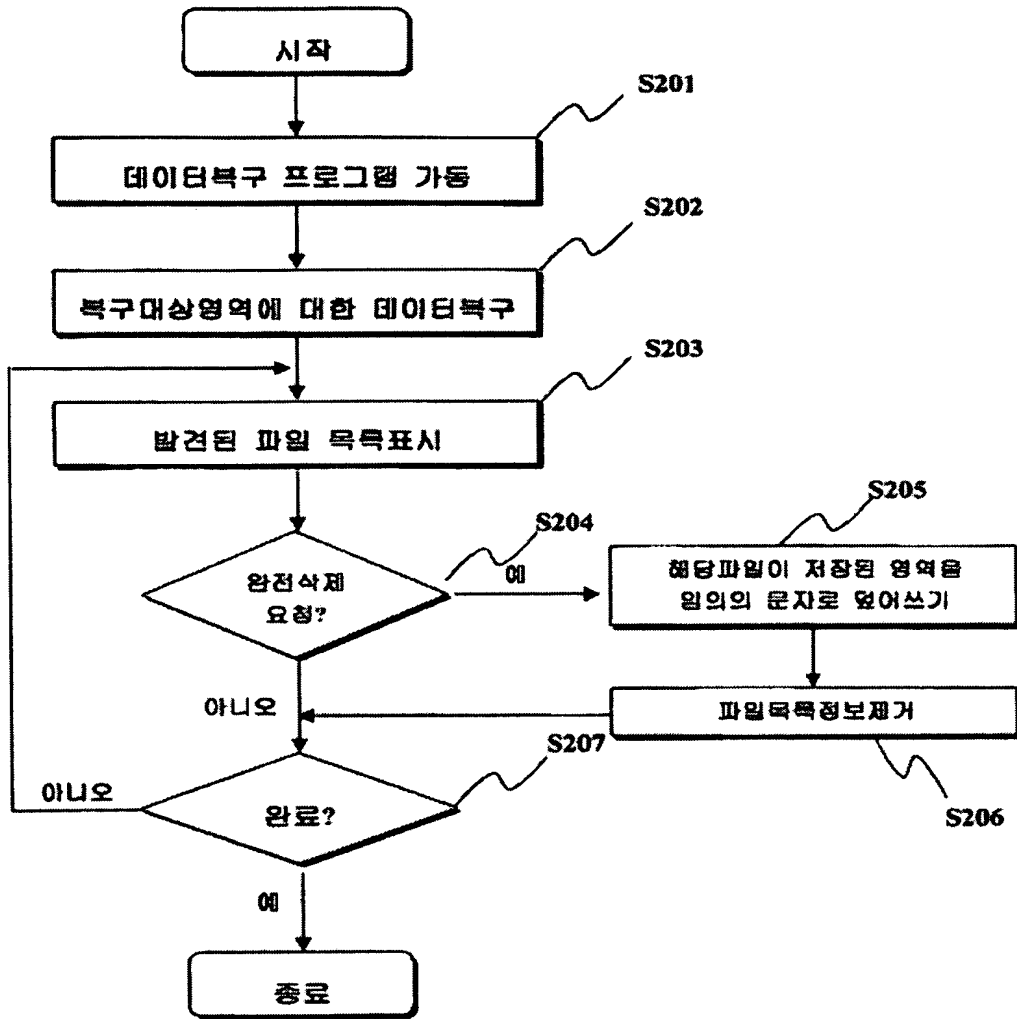 시작
S201
데이터복구 프로그램 가동
S202
복구대상영역에 대한 데이터복구
S203
발견된 파일 목록표시
S204
완전삭제
요청?
예
S205
해당파일이 저장된 영역을
임의의 문자로 덮어쓰기
아니오
파일목록정보제거
S206
S207
완료?
아니오
예
종료